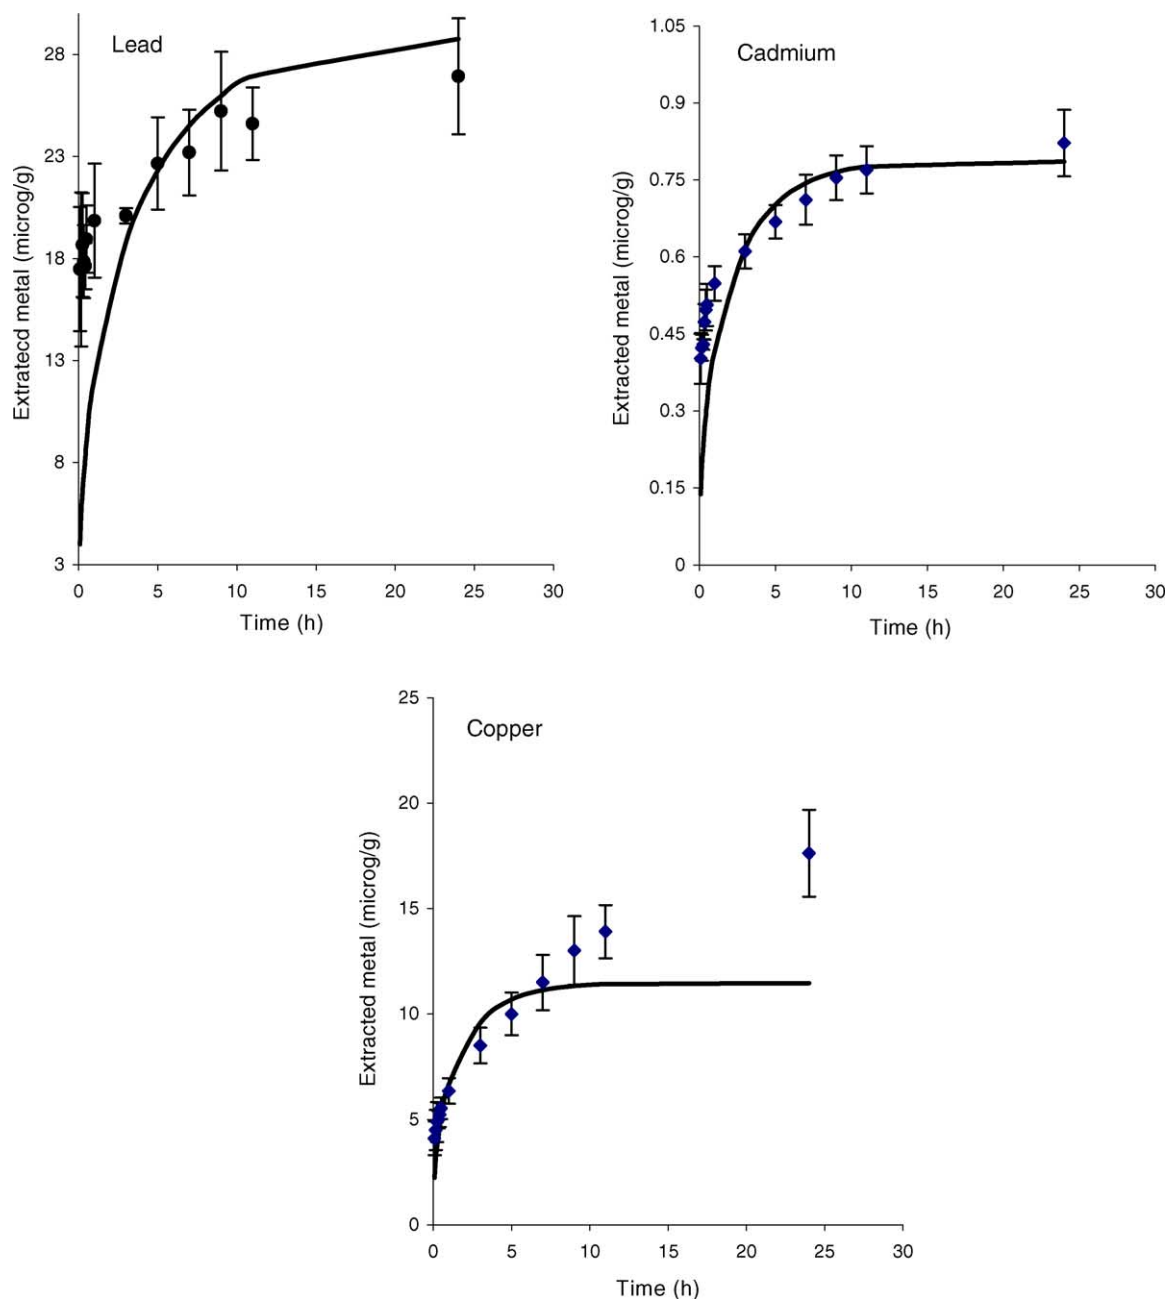 Lead
Extratecd metal (microg/g)
28
23
18
13
8
3
0 5 10 15 20 25 30
Time (h)
Cadmium
Extracted metal (microg/g)
1.05
0.9
0.75
0.6
0.45
0.3
0.15
0
0 5 10 15 20 25 30
Time (h)
Copper
Extracted metal (microg/g)
25
20
15
10
5
0
0 5 10 15 20 25 30
Time (h)